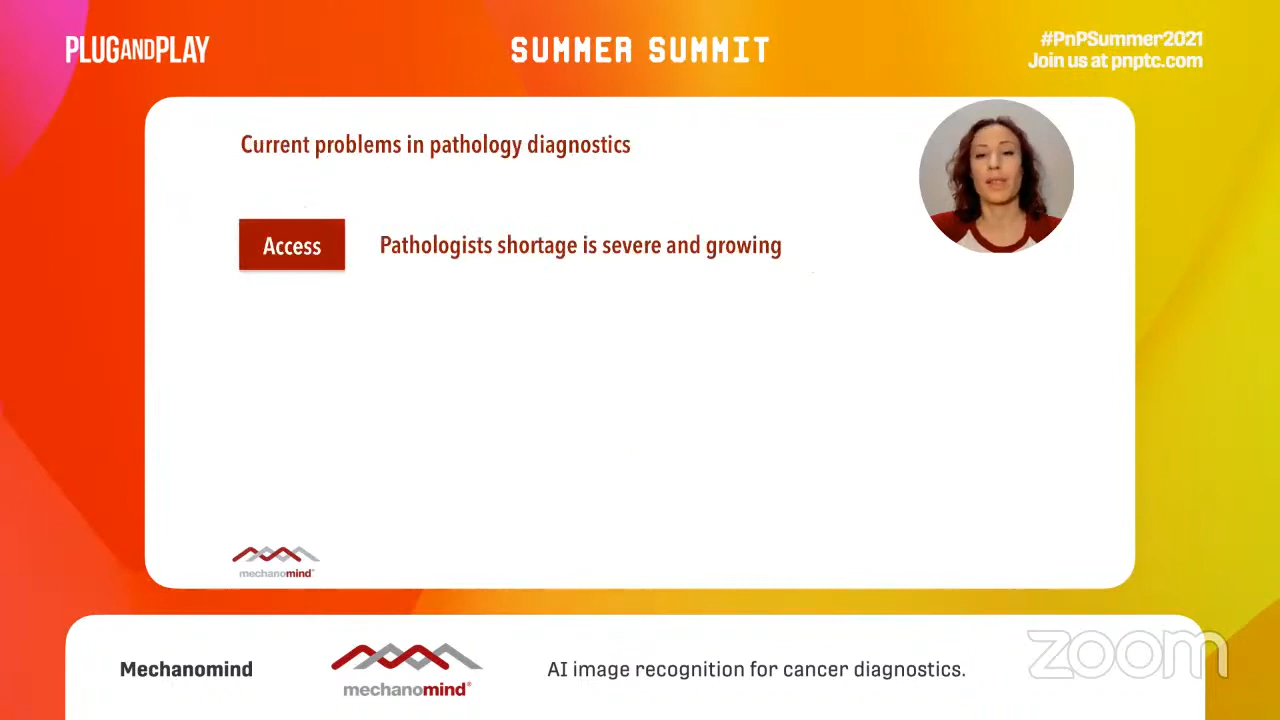 PLUGANDPLAY
SUMMER SUMMIT
#PnPSummer2021
Join us at pnptc.com
Current problems in pathology diagnostics
Access
Pathologists shortage is severe and growing
mechanomind®
Mechanomind
mechanomind®
AI image recognition for cancer diagnostics.
zoom